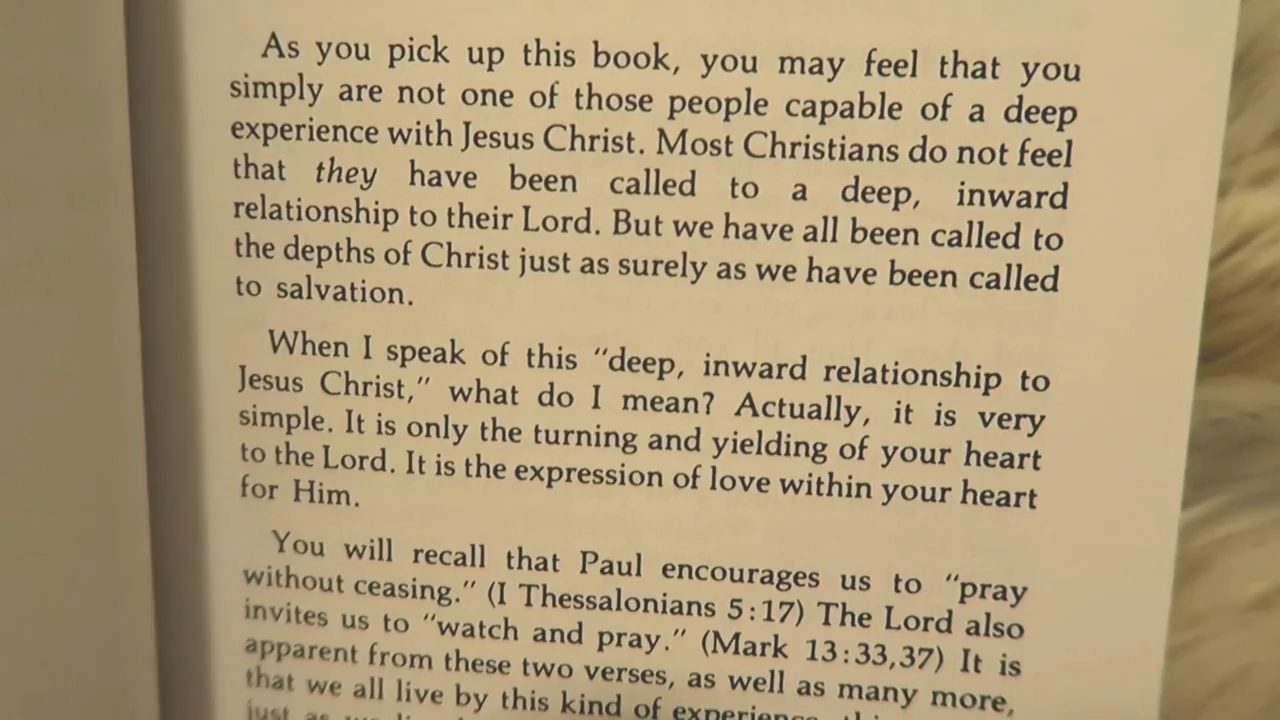 As you pick up this book, you may feel that you
simply are not one of those people capable of a deep
experience with Jesus Christ. Most Christians do not feel
that they have been called to a deep, inward
relationship to their Lord. But we have all been called to
the depths of Christ just as surely as we have been called
to salvation.
When I speak of this “deep, inward relationship to
Jesus Christ,” what do I mean? Actually, it is very
simple. It is only the turning and yielding of your heart
to the Lord. It is the expression of love within your heart
for Him.
You will recall that Paul encourages us to “pray
without ceasing.” (I Thessalonians 5:17) The Lord also
invites us to “watch and pray.” (Mark 13:33,37) It is
apparent from these two verses, as well as many more,
that we all live by this kind of experience,
just as we